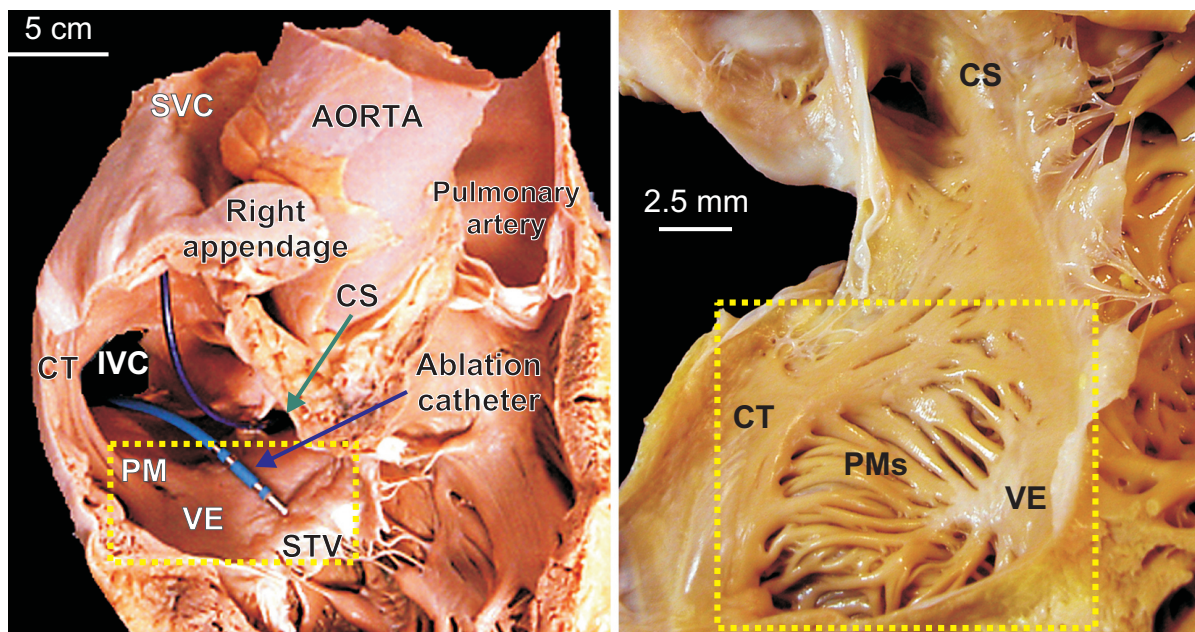 5 cm
SVC
AORTA
Pulmonary
artery
Right
appendage
CS
CT
IVC
Ablation
catheter
PM
VE
STV
CS
2.5 mm
CT
PMs
VE